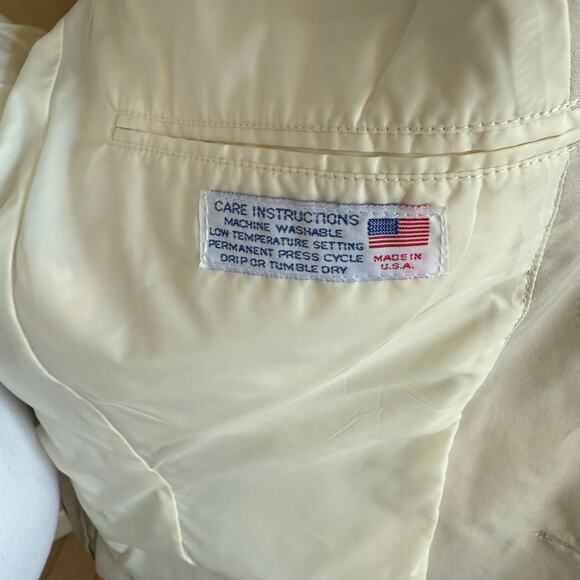 CARE INSTRUCTIONS
MACHINE WASHABLE
LOW TEMPERATURE SETTING
PERMANENT PRESS CYCLE
DRIP OR TUMBLE DRY
MADE IN
U.S.A.